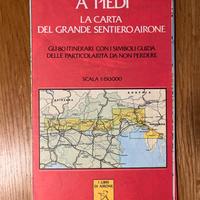 A PIEDI
LA CARTA
DEL GRANDE SENTIERO AIRONE
GLI 80 ITINERARI CON I SIMBOLI GUIDA
DELLE PARTICOLARITÀ DA NON PERDERE
SCALA 1:150.000
I LIBRI
DI AIRONE